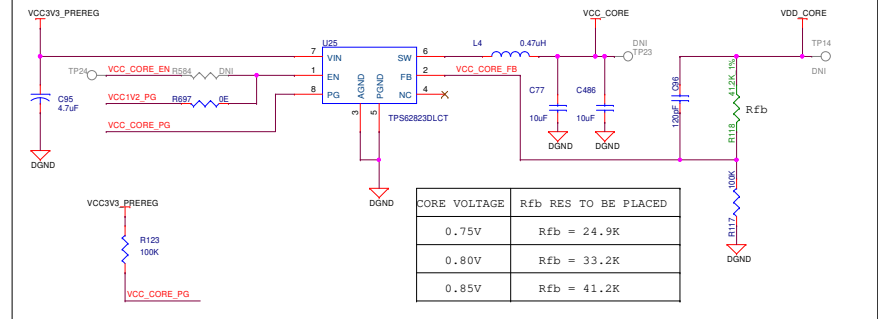 VCC3V3_PREREG
VCC_CORE
VDD_CORE
U25
7 VIN SW 6
L4 0.47uH
DNI
TP23
TP14
DNI
TP24 VCC_CORE_EN R584 DNI
1 EN FB 2 VCC_CORE_FB
VCC1V2_PG R697 0E
8 PG NC 4
AGND PGND
3 5
TPS62823DLCT
VCC_CORE_PG
C95
4.7uF
DGND
C77
10uF
DGND
C486
10uF
DGND
C96
120pF
41.2K 1%
Rfb
R118
DGND
100K
R117
DGND
VCC3V3_PREREG
R123
100K
VCC_CORE_PG
CORE VOLTAGE Rfb RES TO BE PLACED
0.75V Rfb = 24.9K
0.80V Rfb = 33.2K
0.85V Rfb = 41.2K